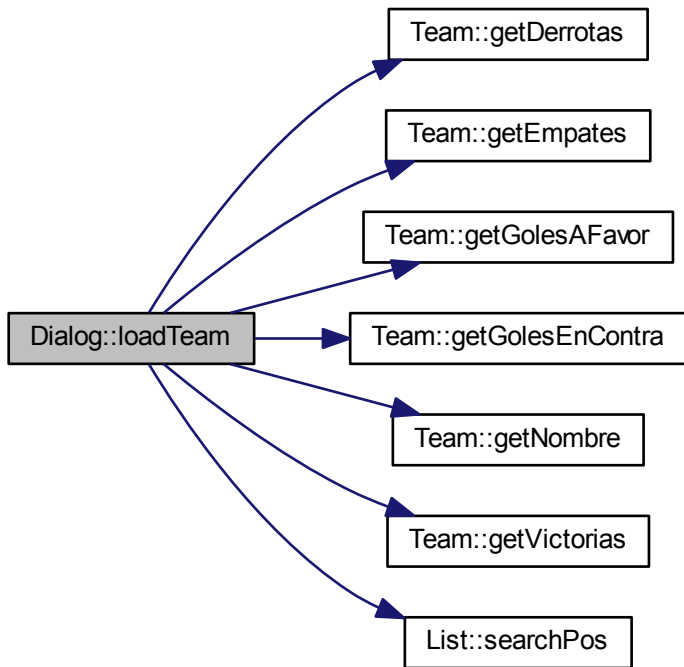 Team::getDerrotas
Team::getEmpates
Team::getGolesAFavor
Dialog::loadTeam
Team::getGolesEnContra
Team::getNombre
Team::getVictorias
List::searchPos